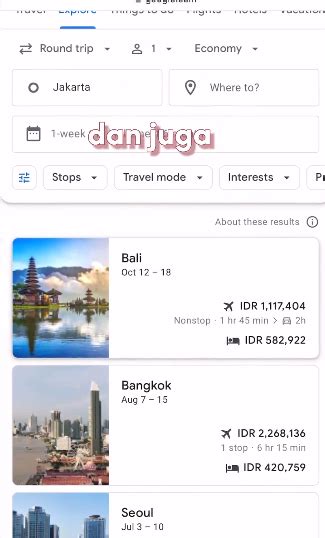 Travel Explore Things to do Flights Hotels Vacation
Round trip 1 Economy
Jakarta
Where to?
1-week
dan juga
Stops Travel mode Interests
About these results
Bali
Oct 12 – 18
IDR 1,117,404
Nonstop · 1 hr 45 min > 2h
IDR 582,922
Bangkok
Aug 7 – 15
IDR 2,268,136
1 stop · 6 hr 15 min
IDR 420,759
Seoul
Jul 3 – 10